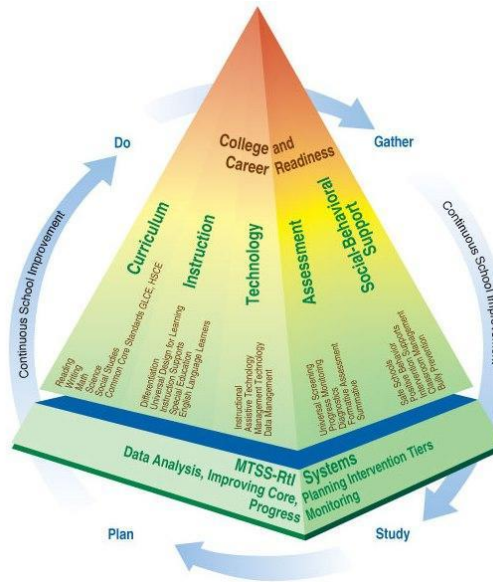 Do
Gather
Continuous School Improvement
College and
Career Readiness
Curriculum
Instruction
Technology
Assessment
Social-Behavioral
Support
Reading
Writing
Math
Science
Social Studies
Common Core Standards GLCE, HSCE
Differentiation
Universal Design for Learning
Instruction Supports
Special Education
English Language Learners
Instructional
Assistive Technology
Management Technology
Data Management
Universal Screening
Progress Monitoring
Diagnostics
Formative Assessment
Summative
Safe Schools
Positive Behavior Supports
Intervention
Classroom Management
Bully Prevention
Continuous School
MTSS-RtI Systems
Data Analysis, Improving Core, Planning Intervention Tiers
Progress Monitoring
Plan
Study